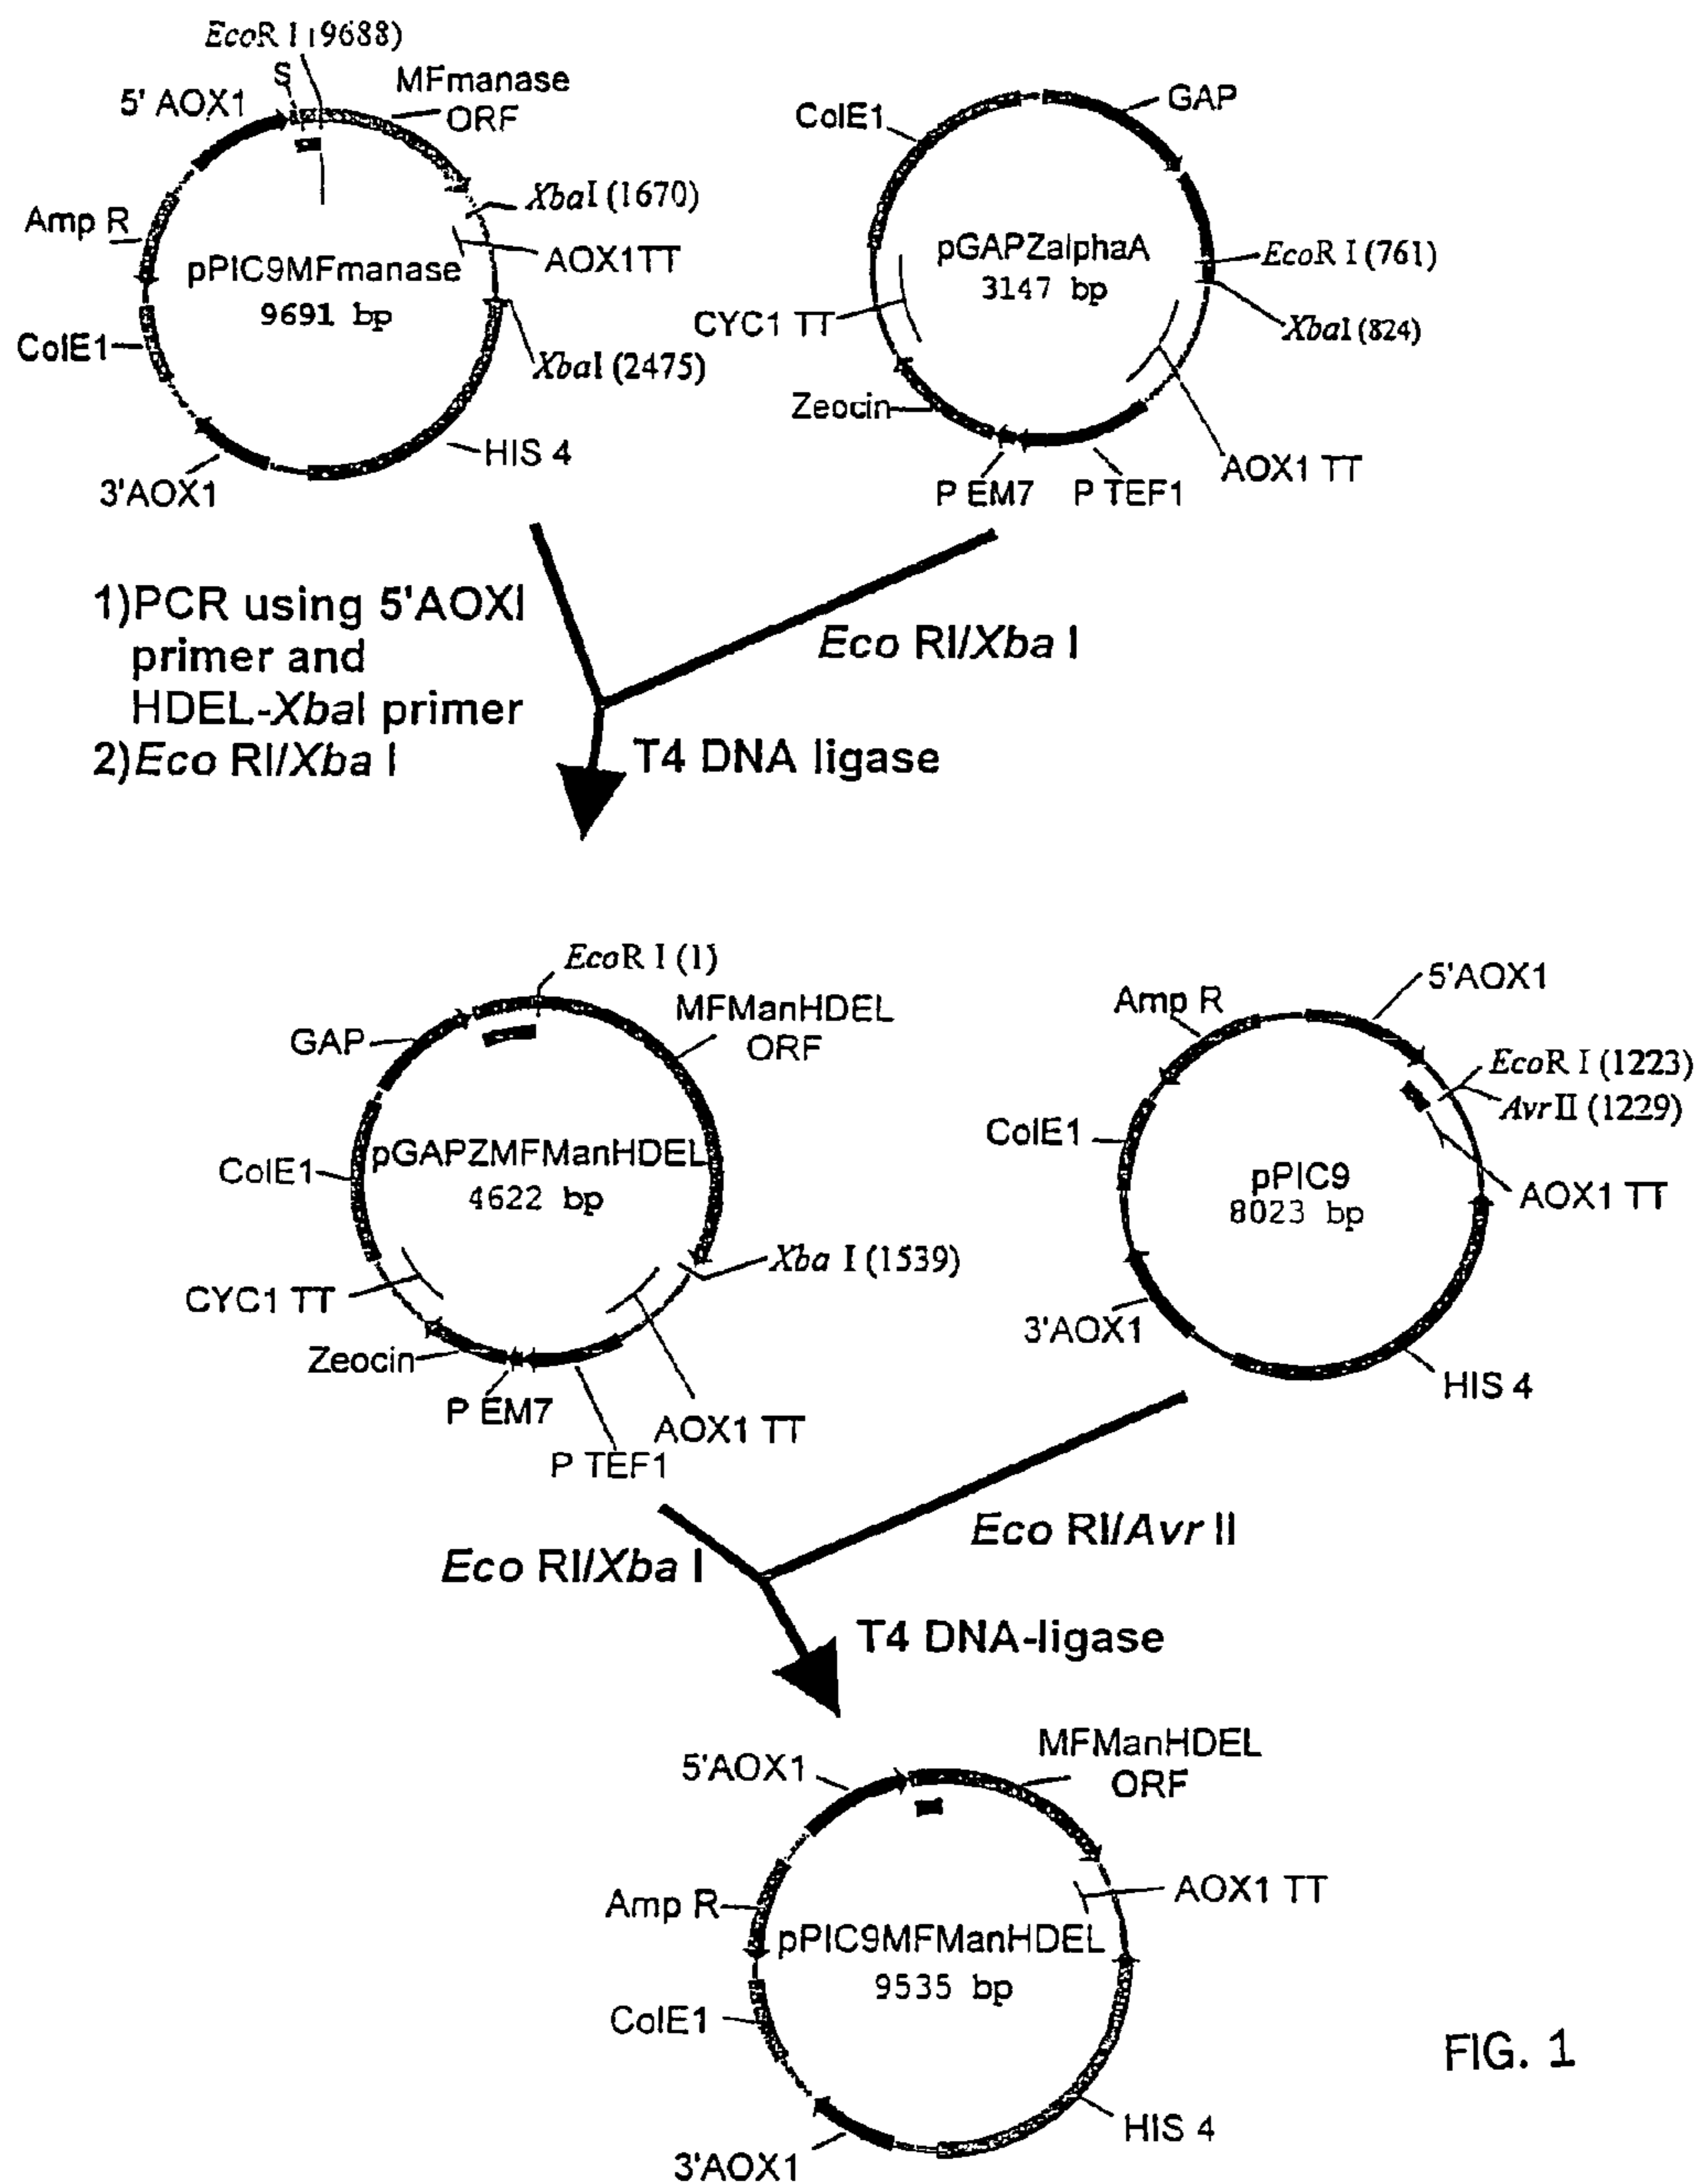 EcoR I (9688)
S
5' AOX1
MFmanase
ORF
XbaI (1670)
Amp R
AOX1TT
pPIC9MFmanase
9691 bp
ColE1
XbaI (2475)
HIS 4
3'AOX1
GAP
ColE1
pGAPZalphaA
3147 bp
EcoR I (761)
CYC1 TT
XbaI (824)
Zeocin
AOX1 TT
P EM7
P TEF1
1)PCR using 5'AOXI
primer and
HDEL-XbaI primer
2)Eco RI/Xba I
Eco RI/Xba I
T4 DNA ligase
EcoR I (1)
MFManHDEL
ORF
GAP
ColE1
pGAPZMFManHDEL
4622 bp
Xba I (1539)
CYC1 TT
Zeocin
P EM7
AOX1 TT
P TEF1
5'AOX1
Amp R
EcoR I (1223)
AvrII (1229)
ColE1
pPIC9
8023 bp
AOX1 TT
3'AOX1
HIS 4
Eco RI/Xba I
Eco RI/Avr II
T4 DNA-ligase
5'AOX1
MFManHDEL
ORF
AOX1 TT
Amp R
pPIC9MFManHDEL
9535 bp
ColE1
HIS 4
3'AOX1
FIG. 1